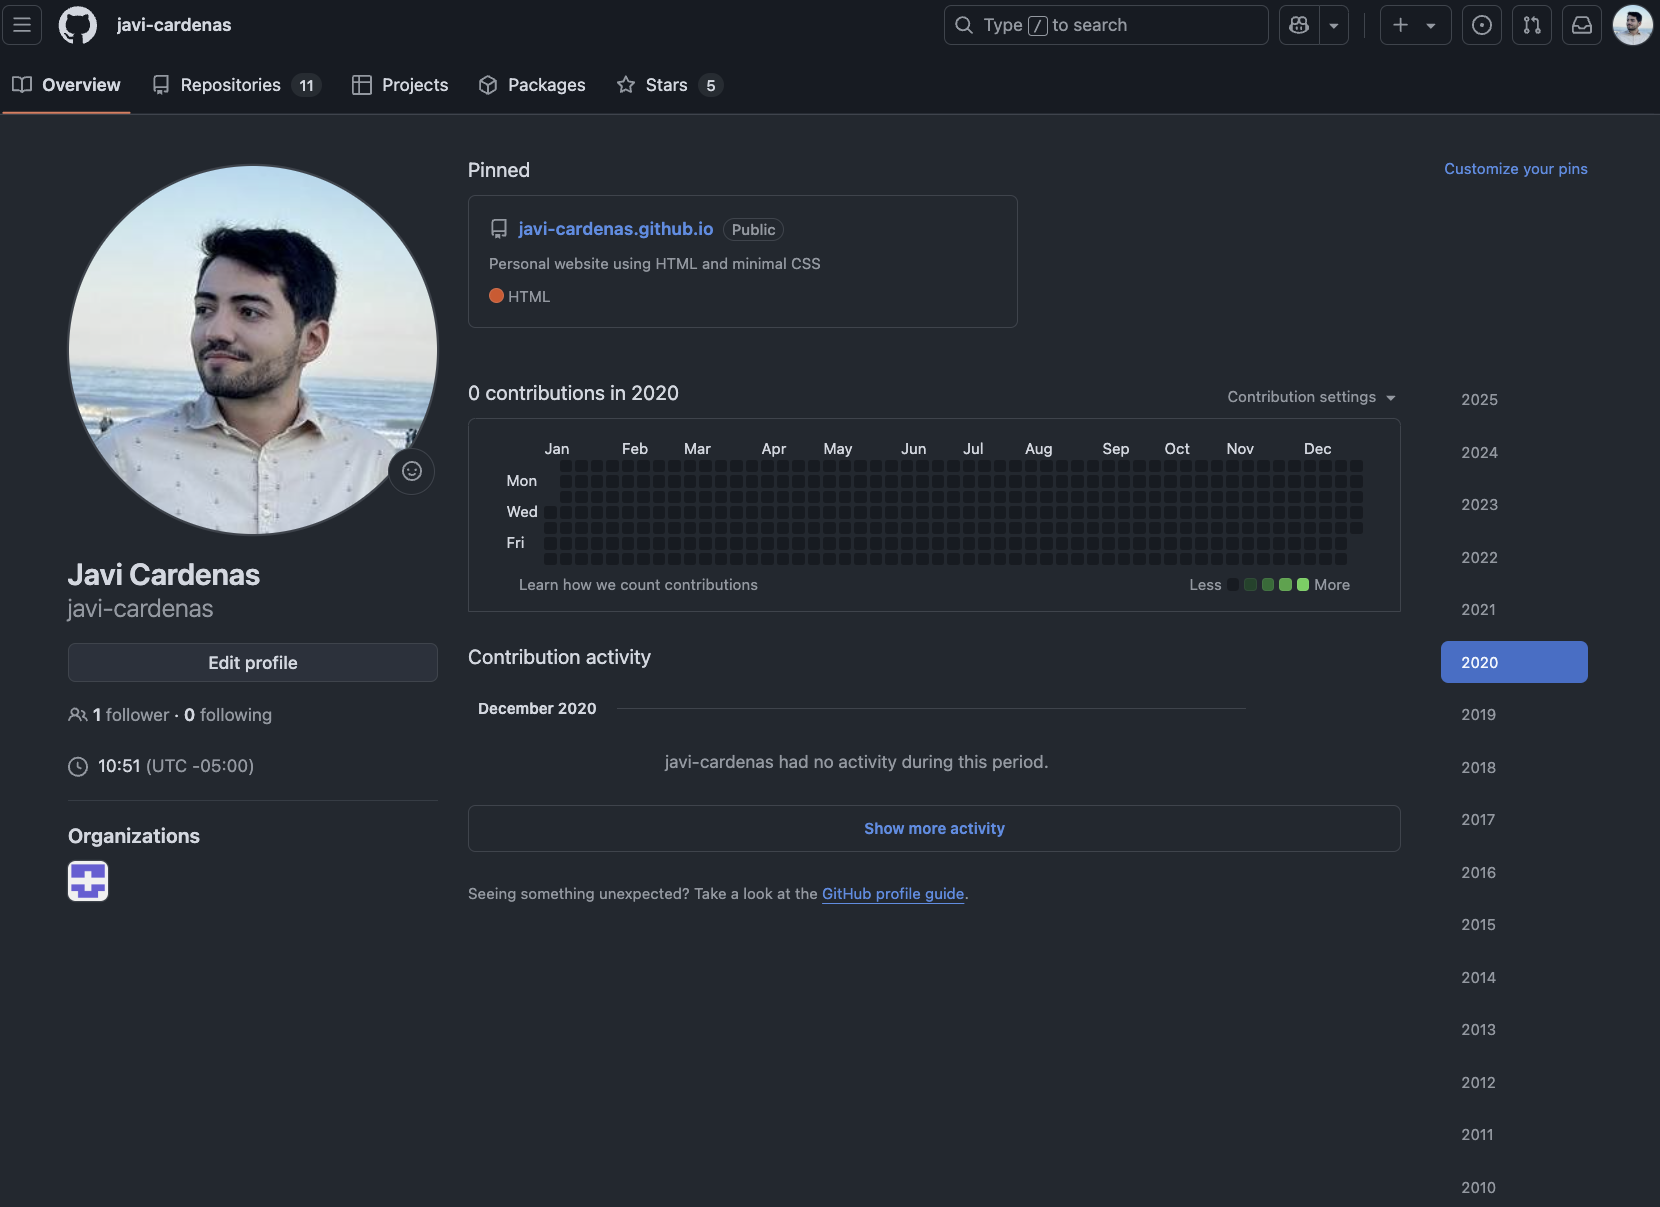 javi-cardenas
Type / to search
Overview
Repositories 11
Projects
Packages
Stars 5
Javi Cardenas
javi-cardenas
Edit profile
1 follower · 0 following
10:51 (UTC -05:00)
Organizations
Pinned
Customize your pins
javi-cardenas.github.io Public
Personal website using HTML and minimal CSS
HTML
0 contributions in 2020
Contribution settings
Jan Feb Mar Apr May Jun Jul Aug Sep Oct Nov Dec
Mon
Wed
Fri
Learn how we count contributions
Less More
Contribution activity
December 2020
javi-cardenas had no activity during this period.
Show more activity
Seeing something unexpected? Take a look at the GitHub profile guide.
2025
2024
2023
2022
2021
2020
2019
2018
2017
2016
2015
2014
2013
2012
2011
2010